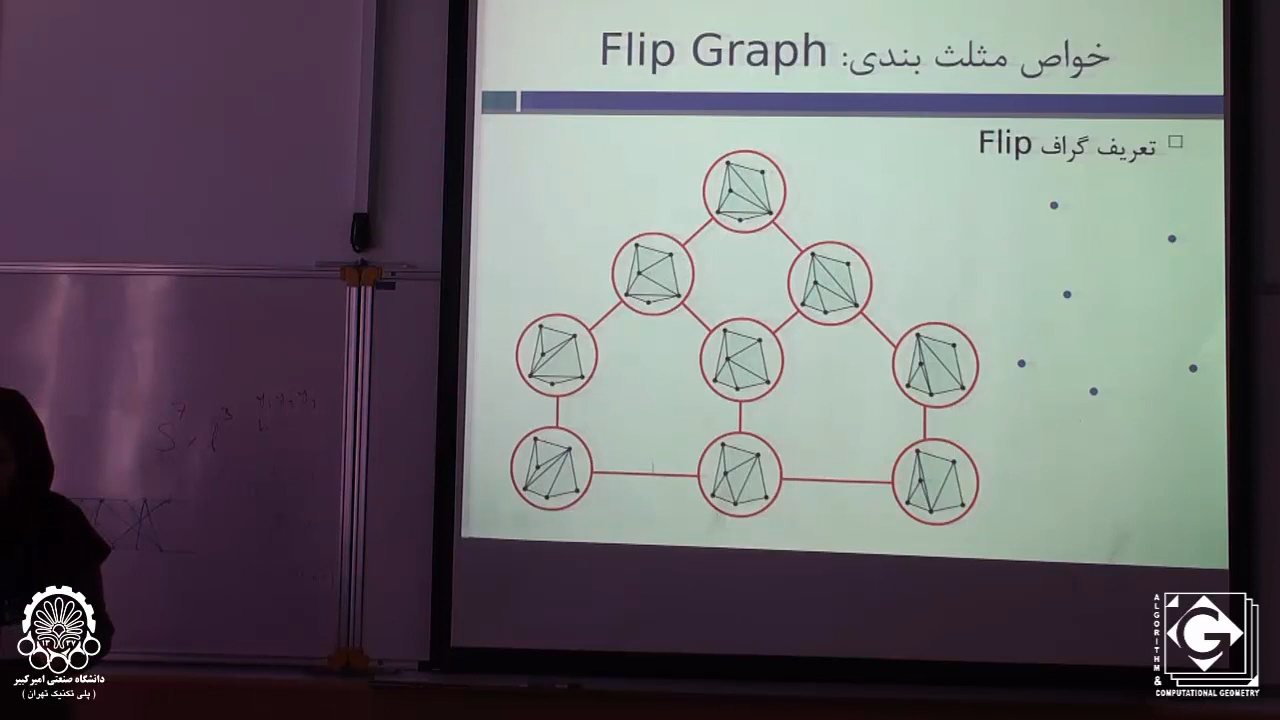 خواص مثلث بندی: Flip Graph
تعریف گراف Flip
دانشگاه صنعتی امیرکبیر
( پلی تکنیک تهران )
ALGORITHM &
G
COMPUTATIONAL GEOMETRY